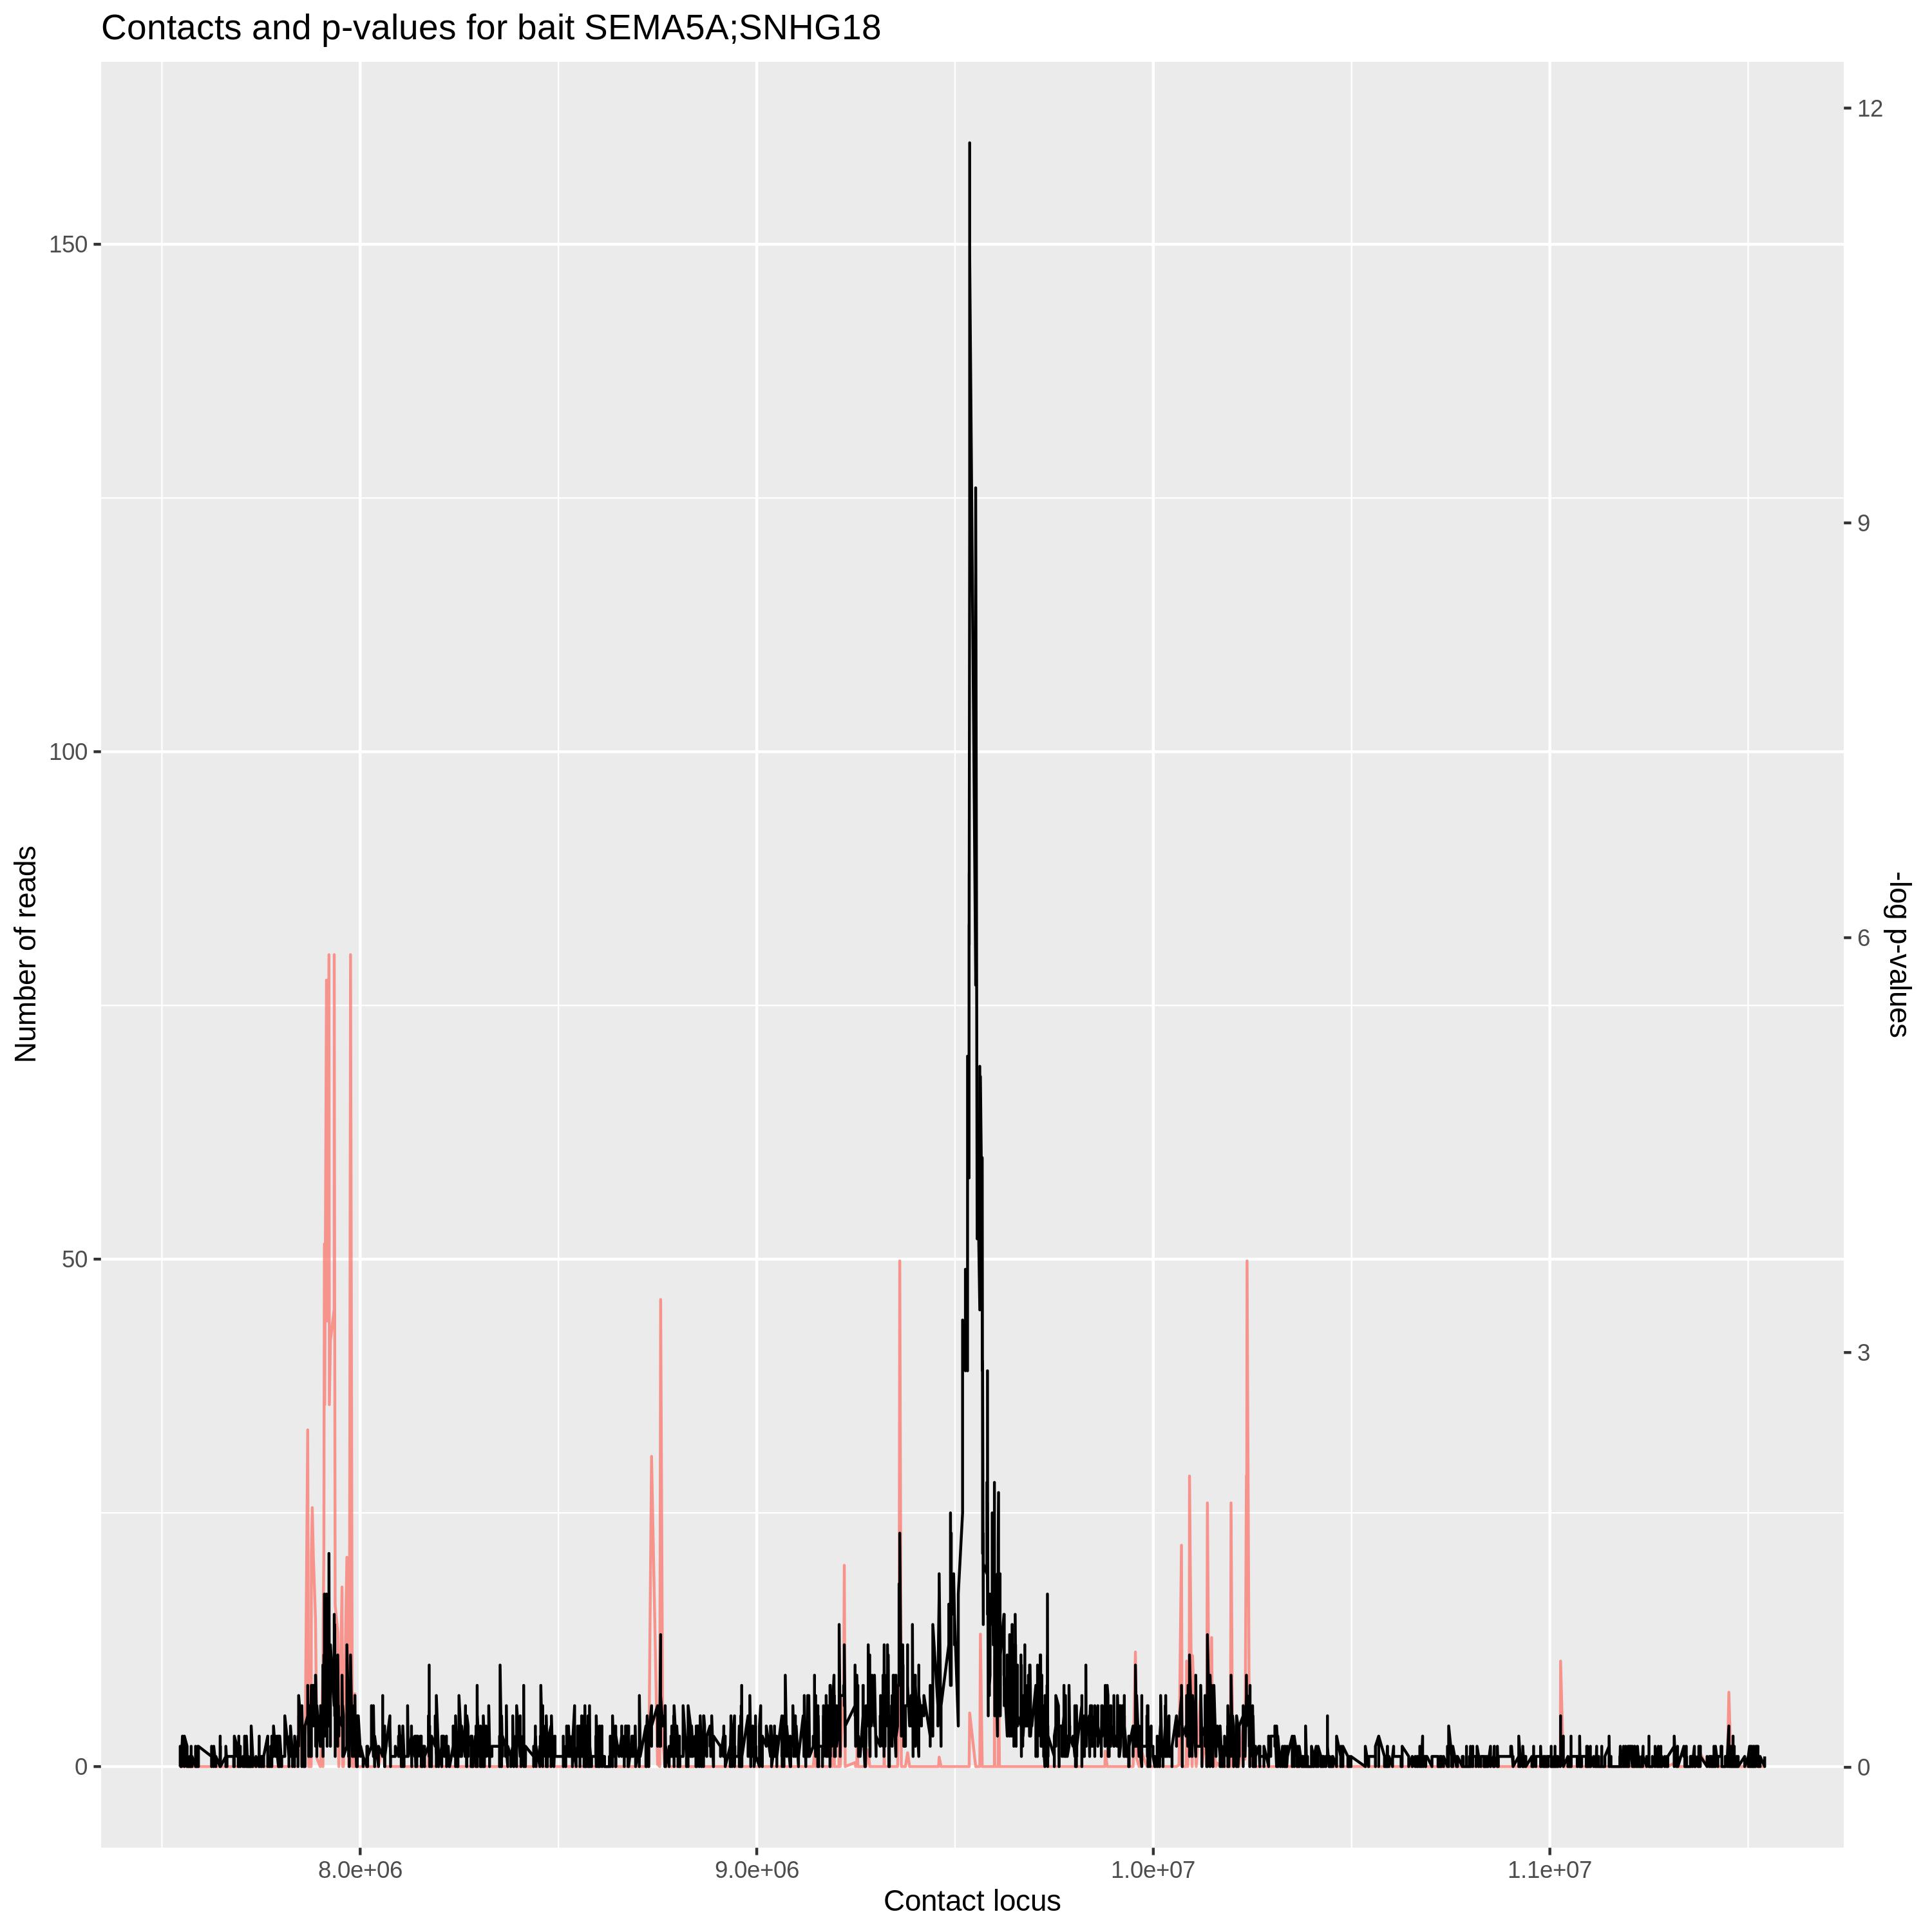 Contacts and p-values for bait SEMA5A;SNHG18
12
150
9
100
Number of reads
-log p-values
6
50
3
0
0
8.0e+06
9.0e+06
1.0e+07
1.1e+07
Contact locus